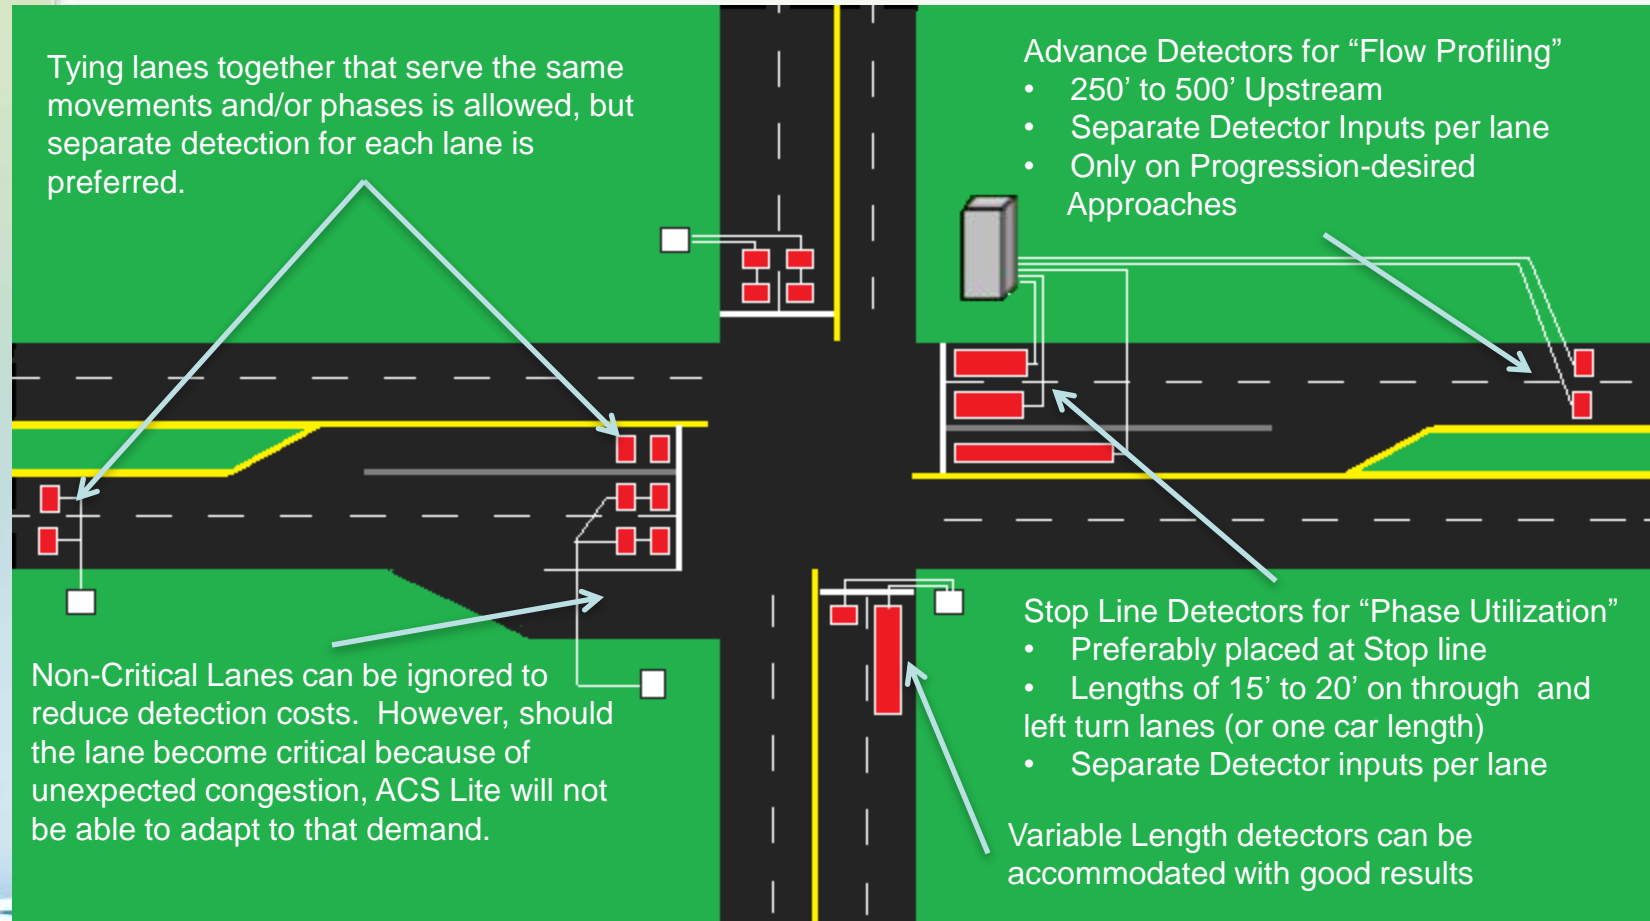 Tying lanes together that serve the same
movements and/or phases is allowed, but
separate detection for each lane is
preferred.
Advance Detectors for “Flow Profiling”
• 250’ to 500’ Upstream
• Separate Detector Inputs per lane
• Only on Progression-desired
Approaches
Non-Critical Lanes can be ignored to
reduce detection costs. However, should
the lane become critical because of
unexpected congestion, ACS Lite will not
be able to adapt to that demand.
Stop Line Detectors for “Phase Utilization”
• Preferably placed at Stop line
• Lengths of 15’ to 20’ on through and
left turn lanes (or one car length)
• Separate Detector inputs per lane
Variable Length detectors can be
accommodated with good results